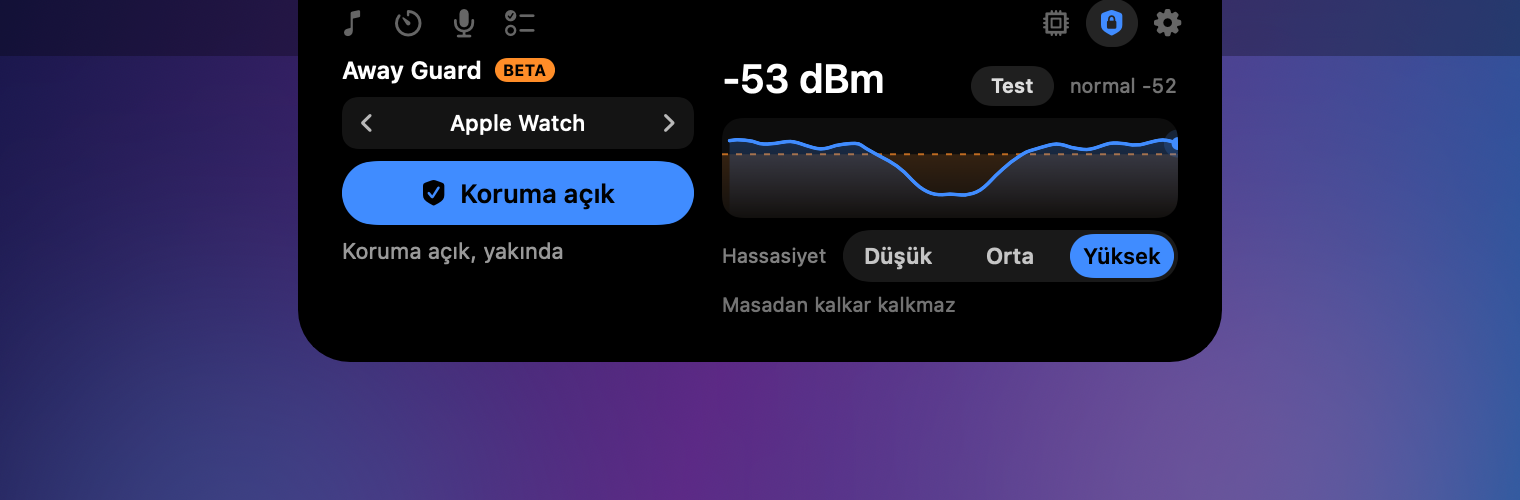 Away Guard BETA
Apple Watch
Koruma açık
Koruma açık, yakında
-53 dBm
Test
normal -52
Hassasiyet
Düşük
Orta
Yüksek
Masadan kalkar kalkmaz